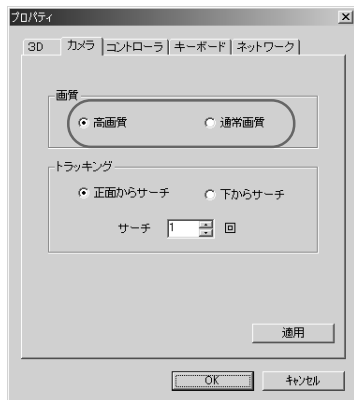 プロパティ
3D カメラ コントローラ キーボード ネットワーク
画質
高画質 通常画質
トラッキング
正面からサーチ 下からサーチ
サーチ 1 回
適用
OK キャンセル